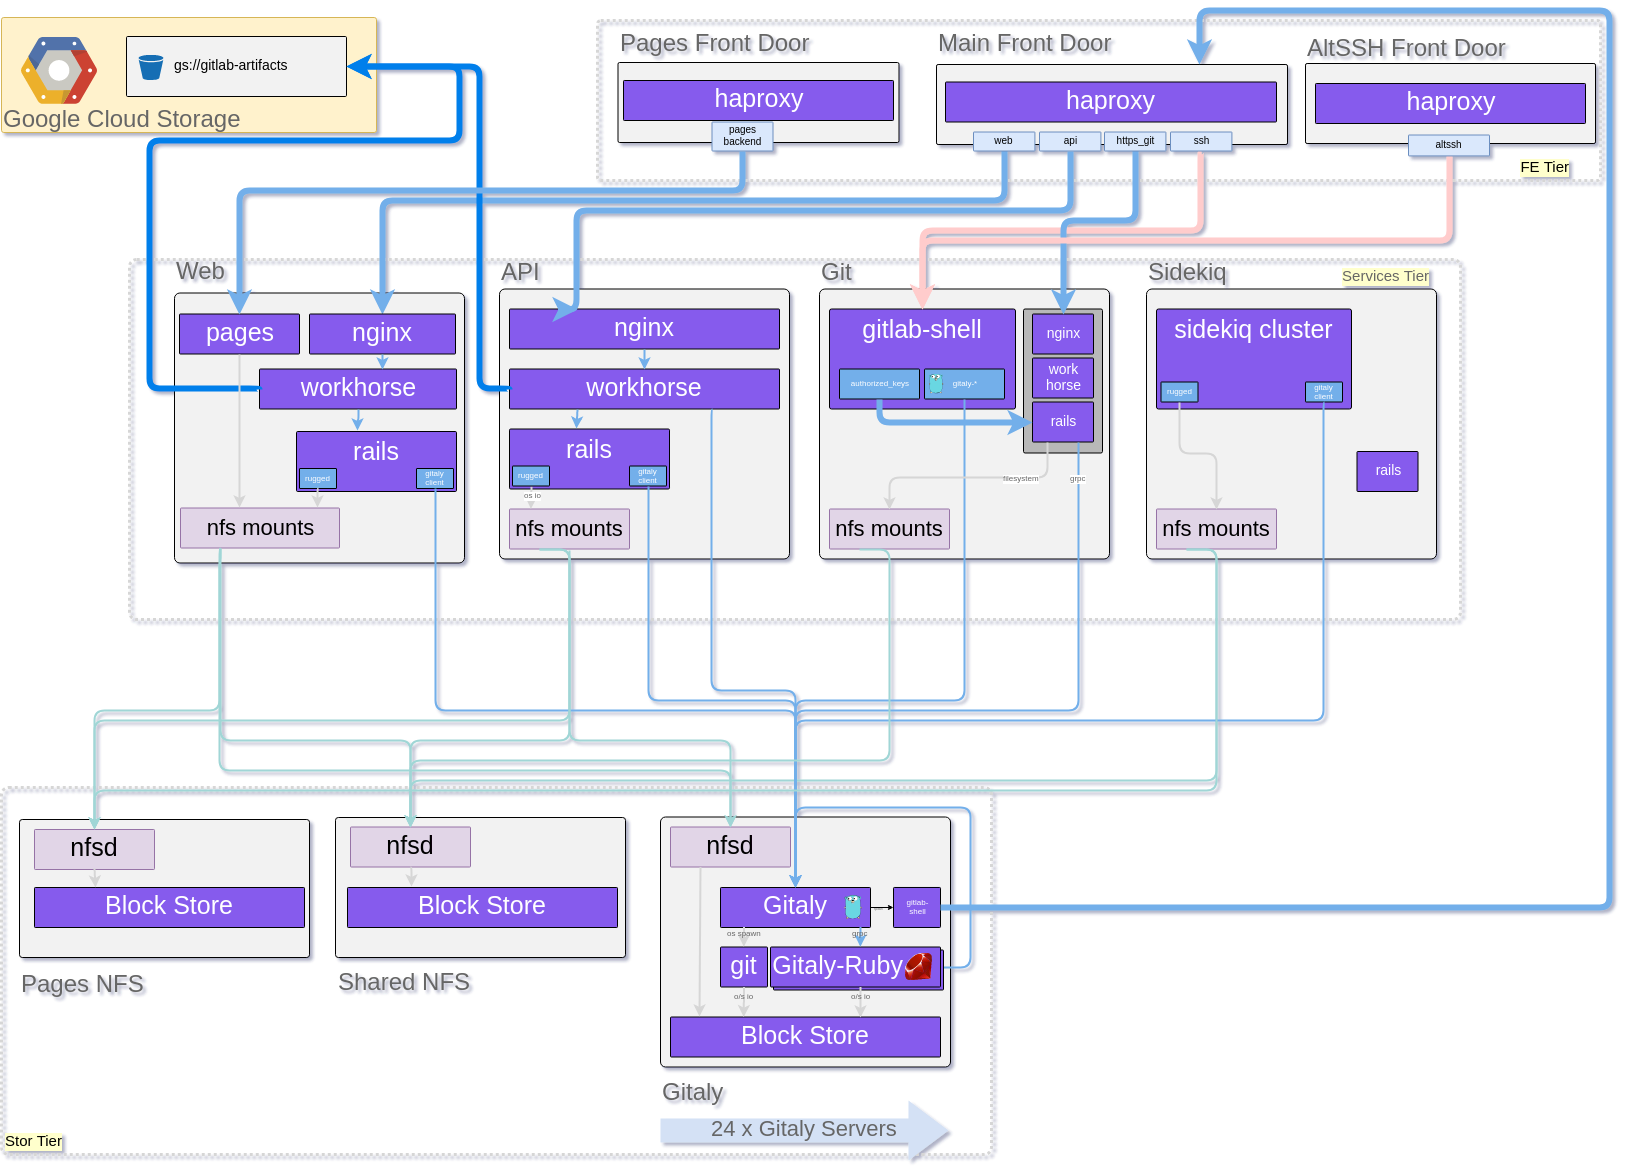 gs://gitlab-artifacts
Google Cloud Storage
Pages Front Door
haproxy
pages
backend
Main Front Door
haproxy
web
api
https_git
ssh
AltSSH Front Door
haproxy
altssh
FE Tier
Services Tier
Web
pages
nginx
workhorse
rails
rugged
gitaly
client
nfs mounts
API
nginx
workhorse
rails
rugged
gitaly
client
os io
nfs mounts
Git
gitlab-shell
authorized_keys
gitaly-*
nginx
work
horse
rails
filesystem
grpc
nfs mounts
Sidekiq
sidekiq cluster
rugged
gitaly
client
rails
nfs mounts
nfsd
Block Store
Pages NFS
nfsd
Block Store
Shared NFS
nfsd
Gitaly
gitlab-
shell
os spawn
grpc
git
Gitaly-Ruby
o/s io
o/s io
Block Store
Gitaly
24 x Gitaly Servers
Stor Tier